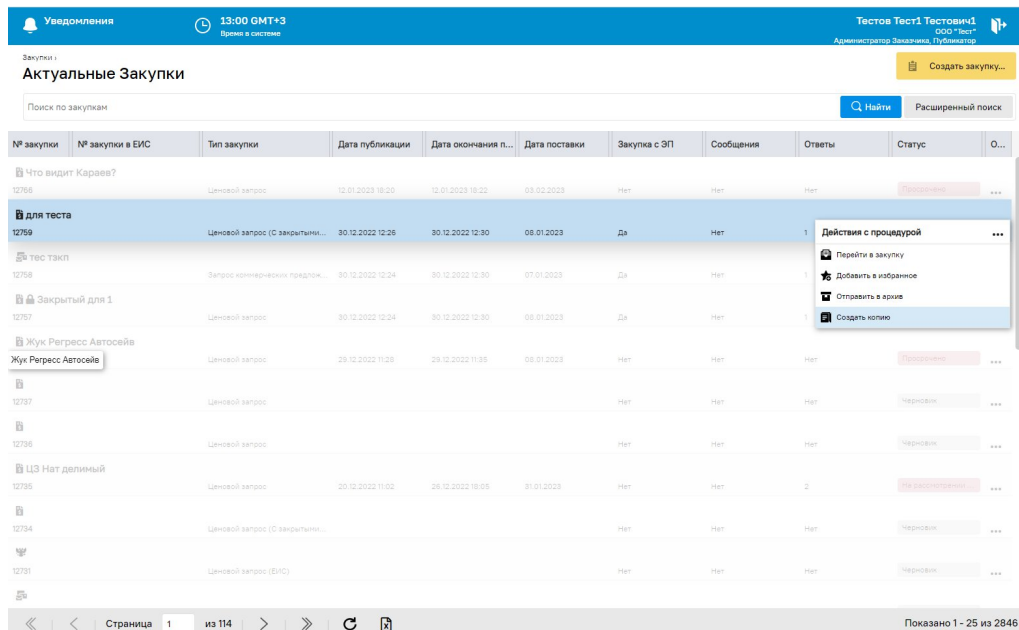 Уведомления
13:00 GMT+3
Время в системе
Тестов Тест1 Тестович1
ООО "Тест"
Администратор Заказчика, Публикатор
Закупки ›
Актуальные Закупки
Создать закупку...
Поиск по закупкам
Найти
Расширенный поиск
№ закупки № закупки в ЕИС Тип закупки Дата публикации Дата окончания п... Дата поставки Закупка с ЭП Сообщения Ответы Статус О...
Что видит Караев?
12766 Ценовой запрос 12.01.2023 18:20 12.01.2023 18:22 03.02.2023 Нет Нет Нет Просрочено ...
для теста
12759 Ценовой запрос (С закрытыми... 30.12.2022 12:26 30.12.2022 12:30 08.01.2023 Да Нет 1
Действия с процедурой ...
Перейти в закупку
Добавить в избранное
Отправить в архив
Создать копию
тес тзкп
12758 Запрос коммерческих предлож... 30.12.2022 12:24 30.12.2022 12:30 07.01.2023 Да Нет 1
Закрытый для 1
12757 Ценовой запрос 30.12.2022 12:24 30.12.2022 12:30 08.01.2023 Да Нет 1
Жук Регресс Автосейв
Жук Регресс Автосейв
Ценовой запрос 29.12.2022 11:28 29.12.2022 11:35 08.01.2023 Нет Нет Нет Просрочено ...
12737 Ценовой запрос Нет Нет Нет Черновик ...
12736 Ценовой запрос Нет Нет Нет Черновик ...
ЦЗ Нат делимый
12735 Ценовой запрос 20.12.2022 11:02 26.12.2022 18:05 31.01.2023 Нет Нет 2 На рассмотрении... ...
12734 Ценовой запрос (С закрытыми... Нет Нет Нет Черновик ...
12731 Ценовой запрос (ЕИС) Нет Нет Нет Черновик ...
Страница 1 из 114
Показано 1 - 25 из 2846